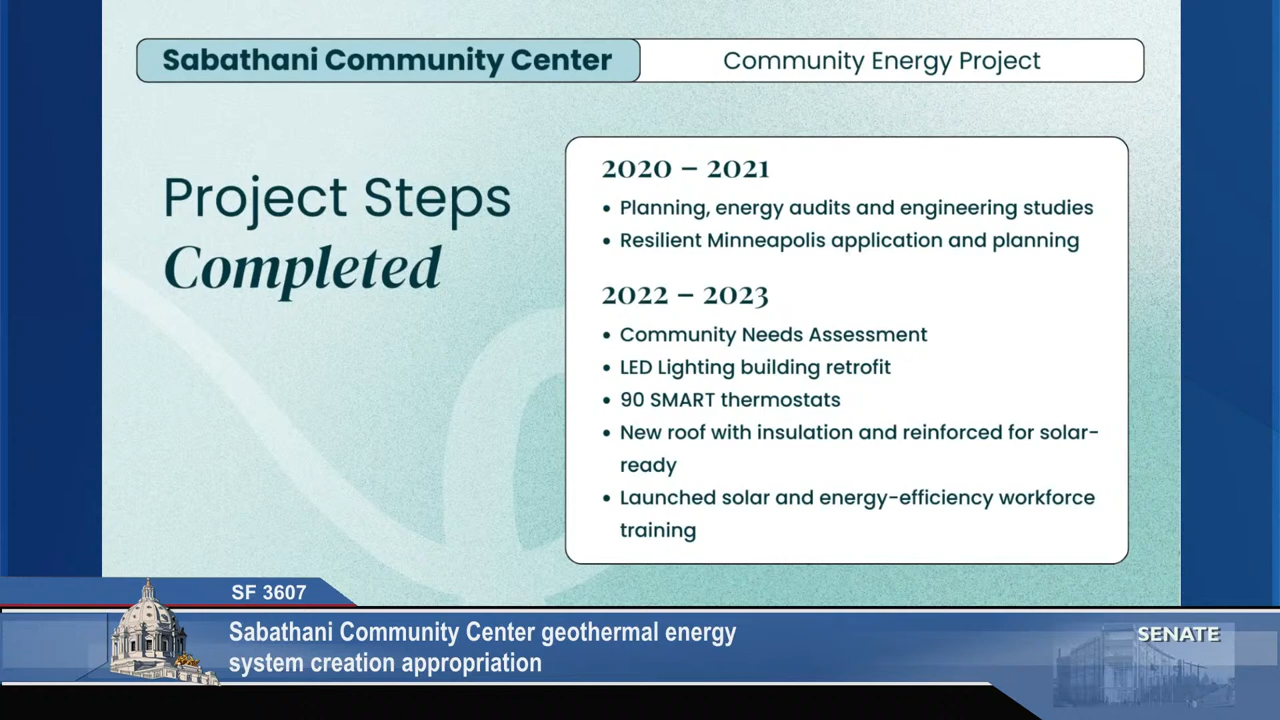 Sabathani Community Center
Community Energy Project
Project Steps
Completed
2020 – 2021
• Planning, energy audits and engineering studies
• Resilient Minneapolis application and planning
2022 – 2023
• Community Needs Assessment
• LED Lighting building retrofit
• 90 SMART thermostats
• New roof with insulation and reinforced for solar-
ready
• Launched solar and energy-efficiency workforce
training
SF 3607
Sabathani Community Center geothermal energy
system creation appropriation
SENATE